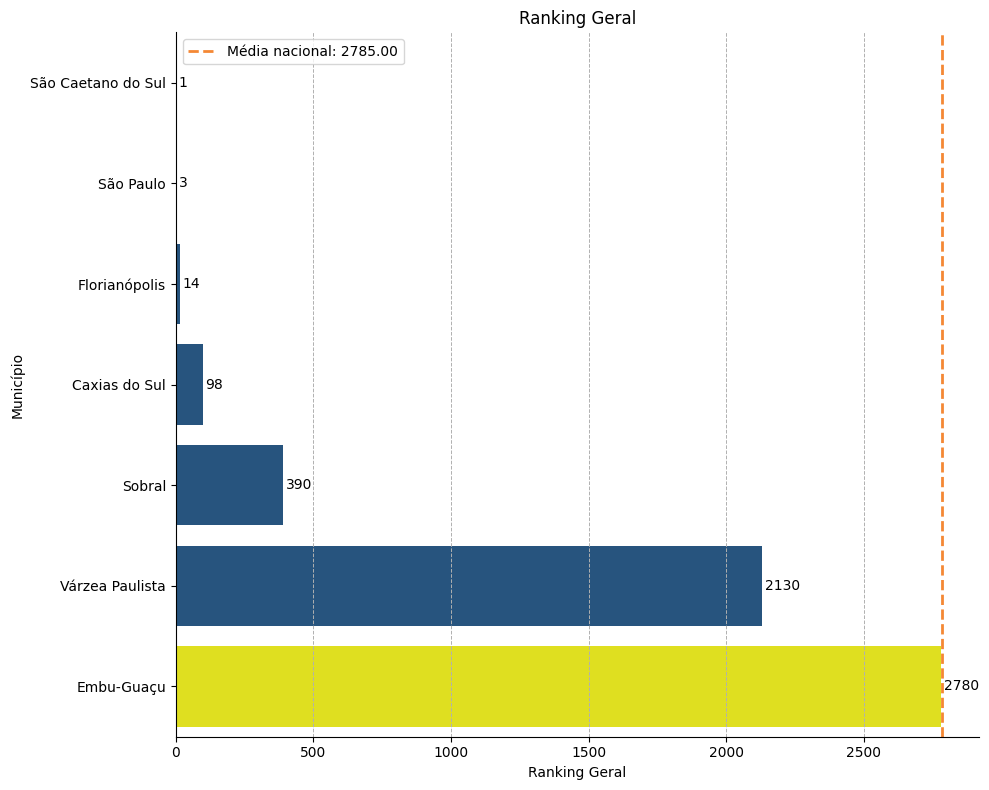 Ranking Geral
Média nacional: 2785.00
São Caetano do Sul 1
São Paulo 3
Florianópolis 14
Caxias do Sul 98
Sobral 390
Várzea Paulista 2130
Embu-Guaçu 2780
Município
0 500 1000 1500 2000 2500
Ranking Geral